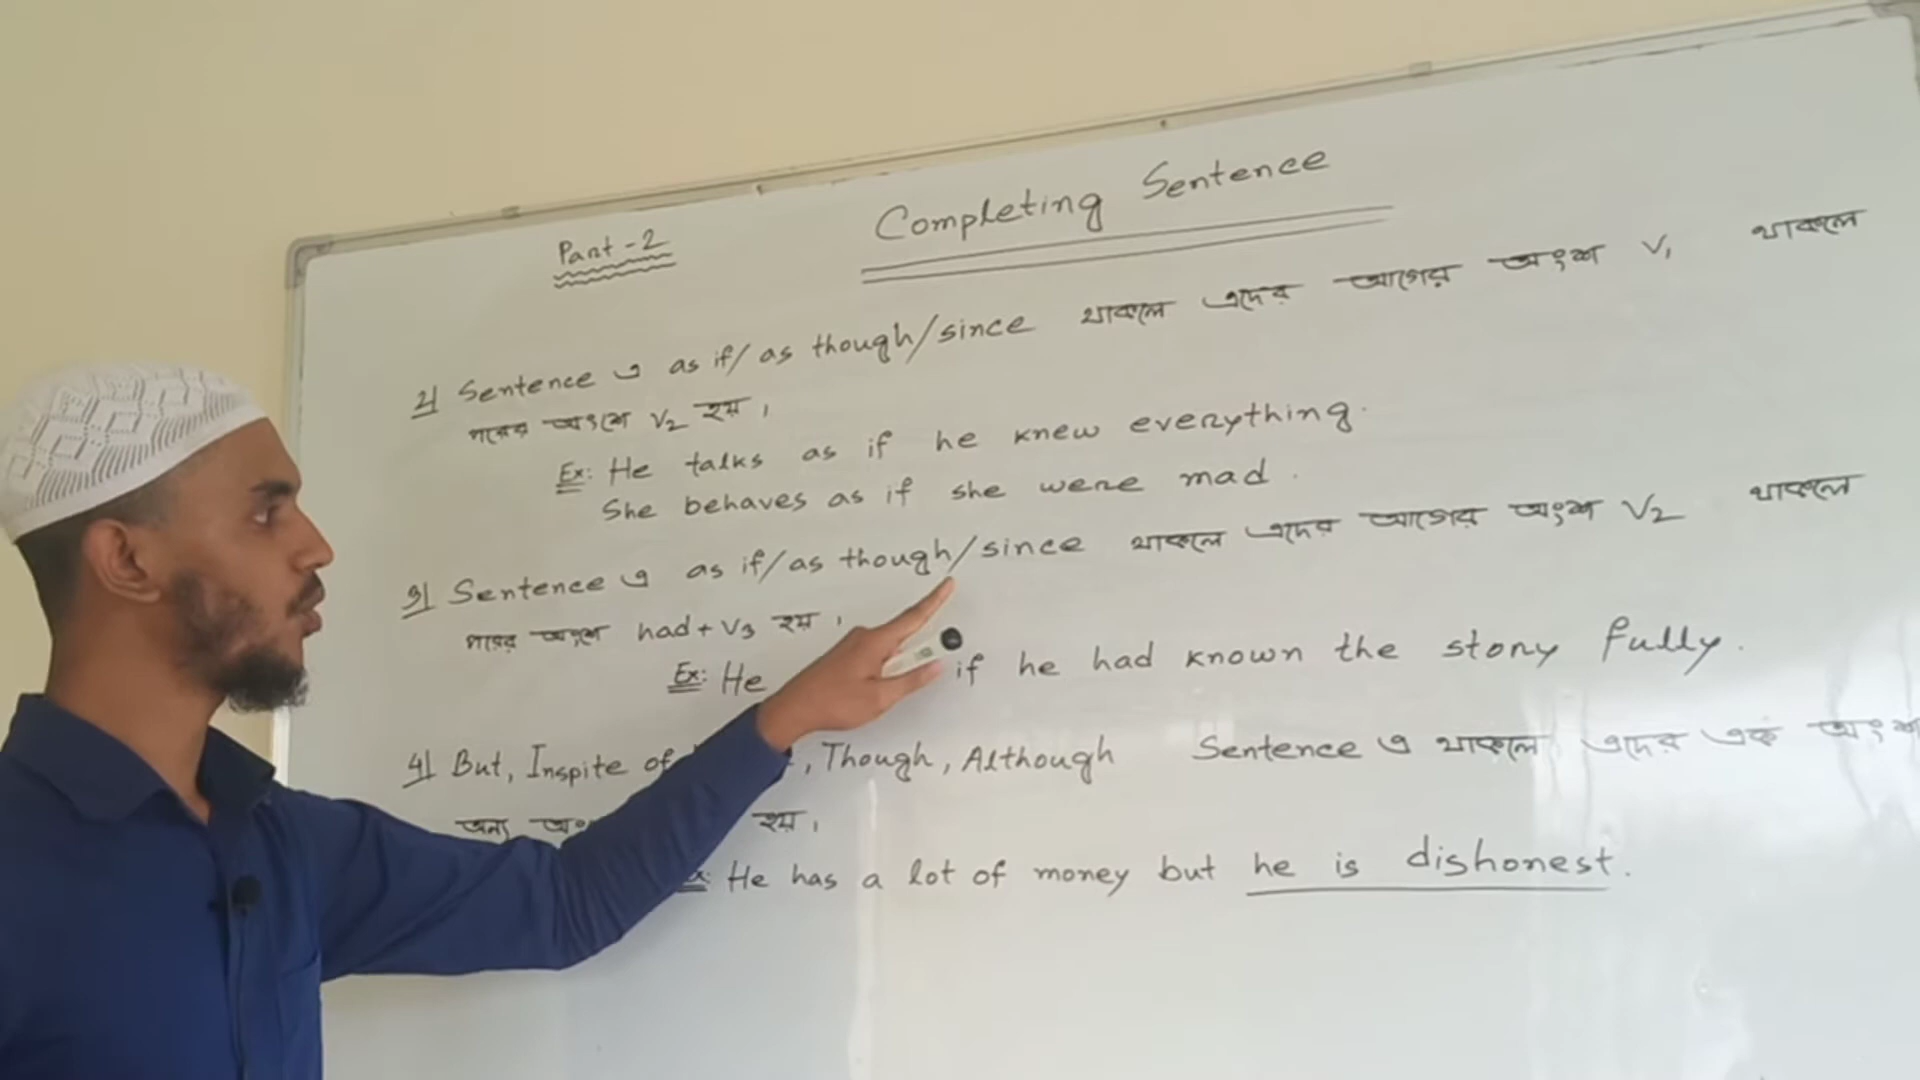 Part-2
Completing Sentence
২। Sentence এ as if/ as though/since থাকলে এদের আগের অংশে V1 থাকলে
পরের অংশে V2 হয়।
Ex: He talks as if he knew everything.
She behaves as if she were mad.
৩। Sentence এ as if/as though/since থাকলে এদের আগের অংশে V2 থাকলে
পরের অংশে had+V3 হয়।
Ex: He if he had known the story fully.
৪। But, Inspite of , Though, Although Sentence এ থাকলে এদের এক অংশ
অন্য হয়।
He has a lot of money but he is dishonest.